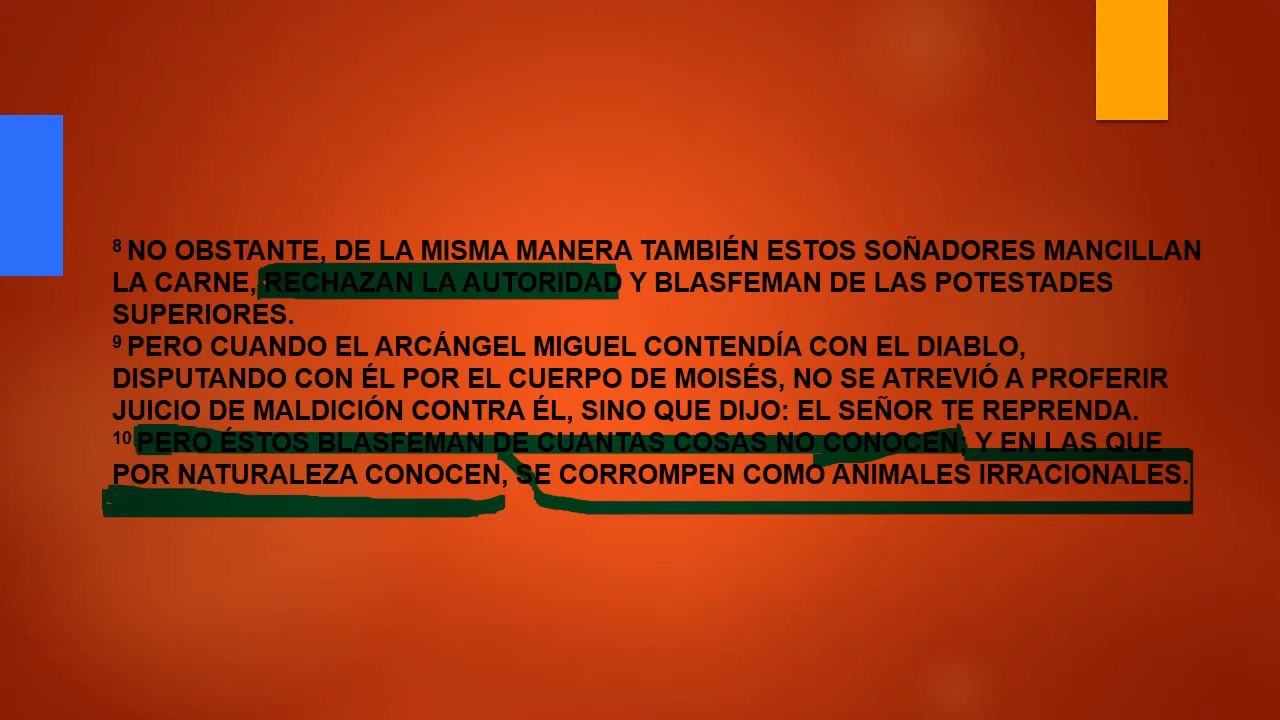 8 NO OBSTANTE, DE LA MISMA MANERA TAMBIÉN ESTOS SOÑADORES MANCILLAN
LA CARNE, RECHAZAN LA AUTORIDAD Y BLASFEMAN DE LAS POTESTADES
SUPERIORES.
9 PERO CUANDO EL ARCÁNGEL MIGUEL CONTENDÍA CON EL DIABLO,
DISPUTANDO CON ÉL POR EL CUERPO DE MOISÉS, NO SE ATREVIÓ A PROFERIR
JUICIO DE MALDICIÓN CONTRA ÉL, SINO QUE DIJO: EL SEÑOR TE REPRENDA.
10 PERO ÉSTOS BLASFEMAN DE CUANTAS COSAS NO CONOCEN; Y EN LAS QUE
POR NATURALEZA CONOCEN, SE CORROMPEN COMO ANIMALES IRRACIONALES.